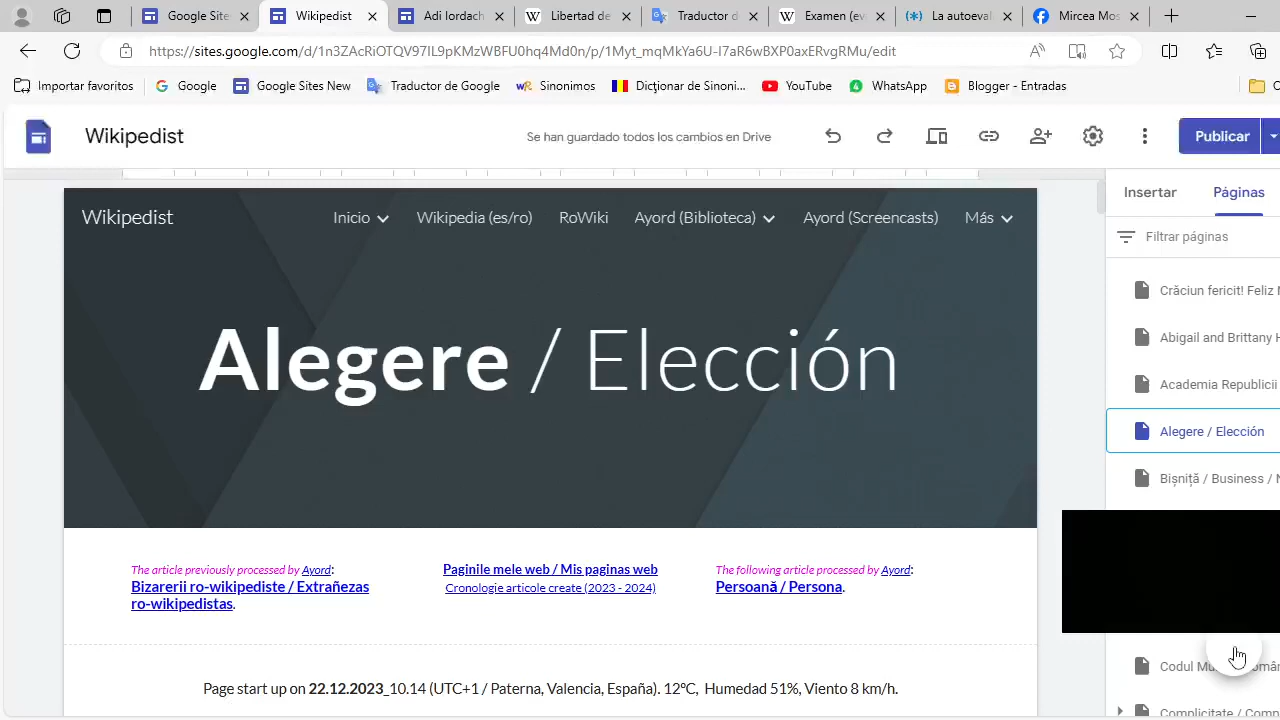 Google Site
Wikipedist
Adi Iordach
Libertad de
Traductor d
Examen (ev
La autoeval
Mircea Mos
https://sites.google.com/d/1n3ZAcRiOTQV97IL9pKMzWBFU0hq4Md0n/p/1Myt_mqMkYa6U-I7aR6wBXP0axERvgRMu/edit
Importar favoritos
Google
Google Sites New
Traductor de Google
Sinonimos
Dicționar de Sinoni...
YouTube
WhatsApp
Blogger - Entradas
Wikipedist
Se han guardado todos los cambios en Drive
Publicar
Insertar
Páginas
Wikipedist
Inicio
Wikipedia (es/ro)
RoWiki
Ayord (Biblioteca)
Ayord (Screencasts)
Más
Filtrar páginas
Crăciun fericit! Feliz
Abigail and Brittany H
Academia Republicii
Alegere / Elección
Bișniță / Business /
Alegere / Elección
The article previously processed by Ayord:
Bizarerii ro-wikipediste / Extrañezas
ro-wikipedistas.
Paginile mele web / Mis paginas web
Cronologie articole create (2023 - 2024)
The following article processed by Ayord:
Persoană / Persona.
Page start up on 22.12.2023_10.14 (UTC+1 / Paterna, Valencia, España). 12ºC, Humedad 51%, Viento 8 km/h.
Codul
Complicitate /